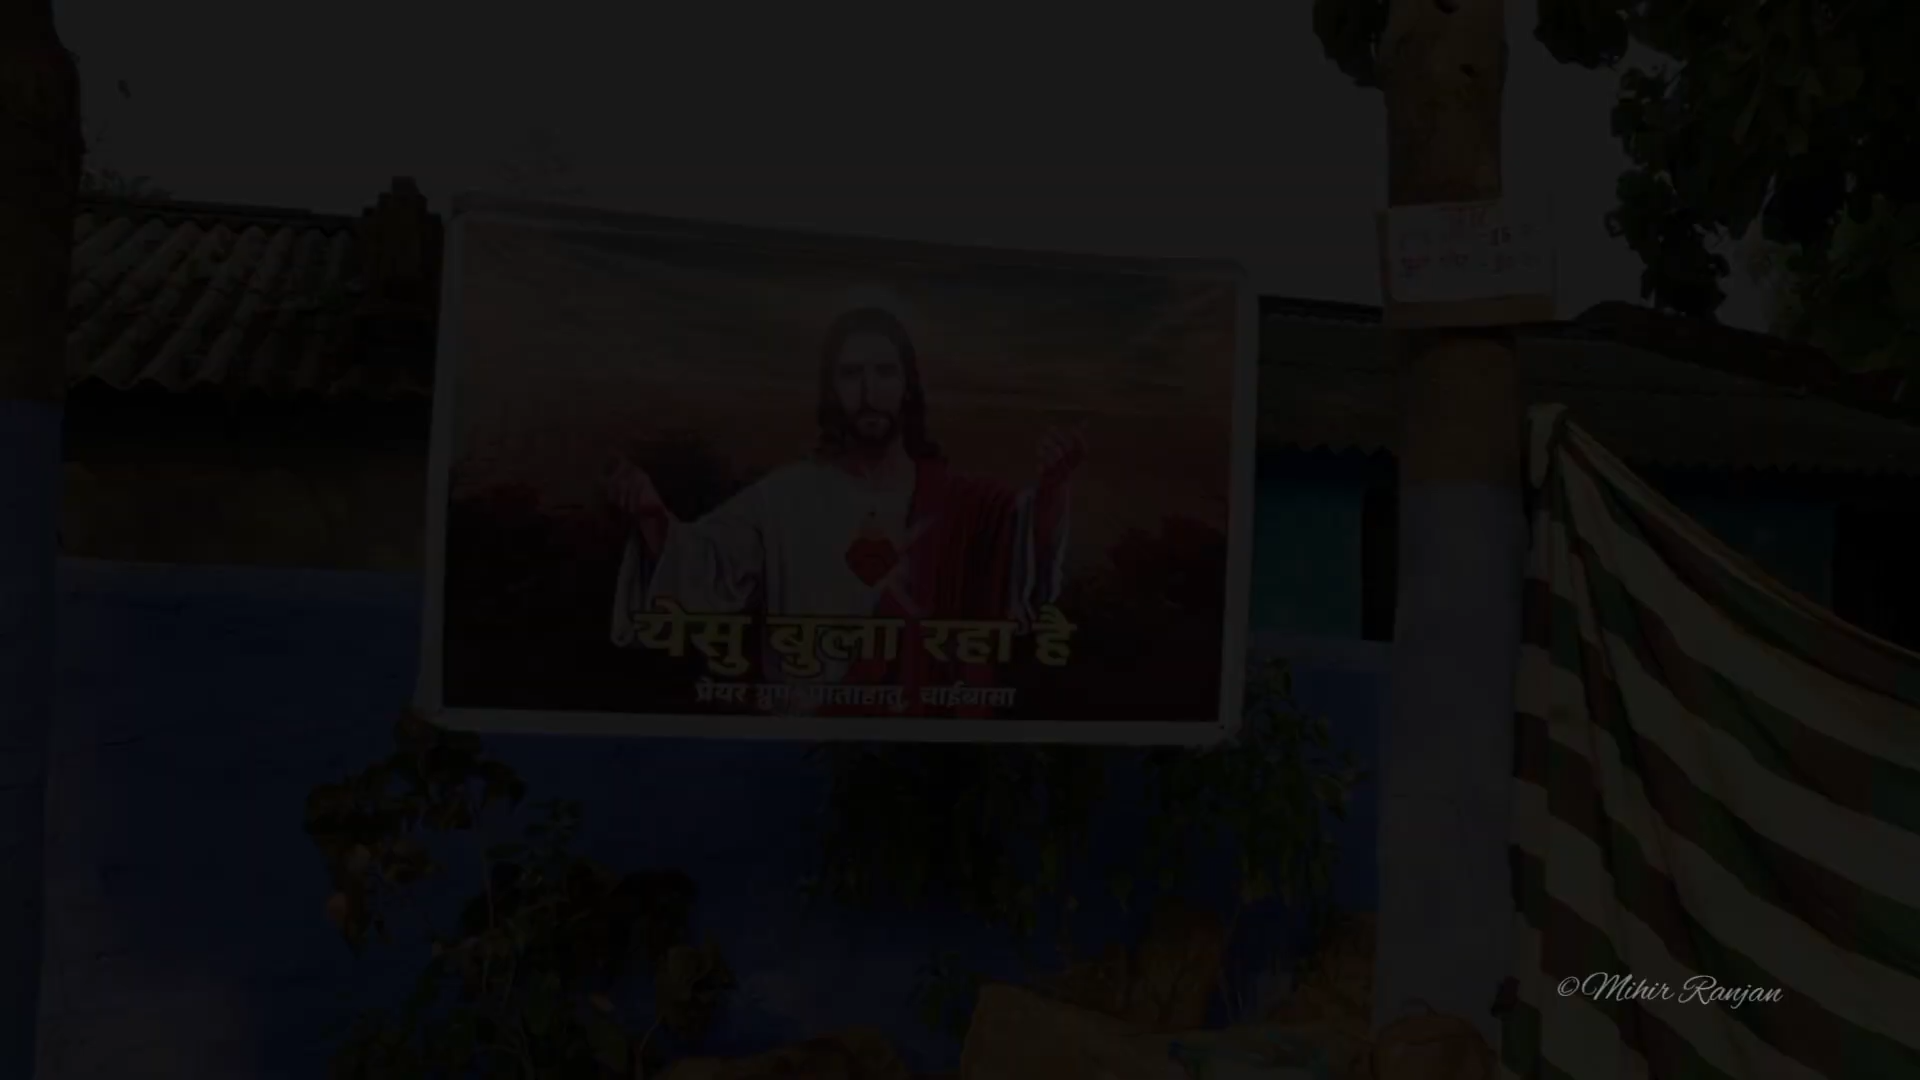 येसु बुला रहा है
प्रेयर ग्रुप, माताहातु, चाईबासा
©Mihir Ranjan